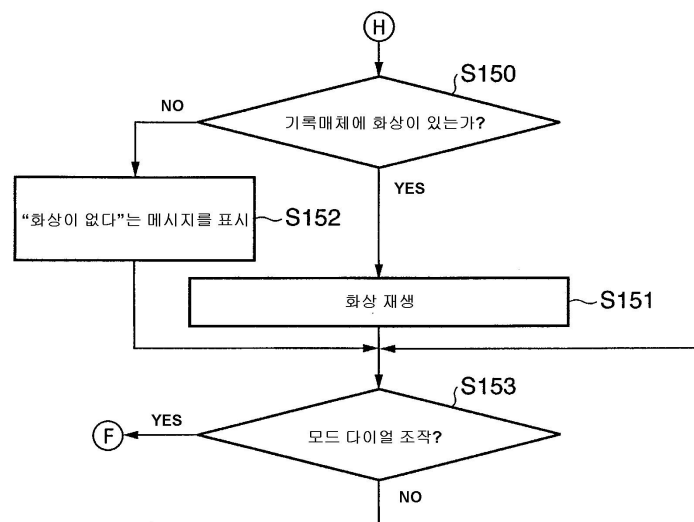 H
S150
기록매체에 화상이 있는가?
NO
YES
“화상이 없다”는 메시지를 표시
S152
화상 재생
S151
S153
모드 다이얼 조작?
YES
F
NO